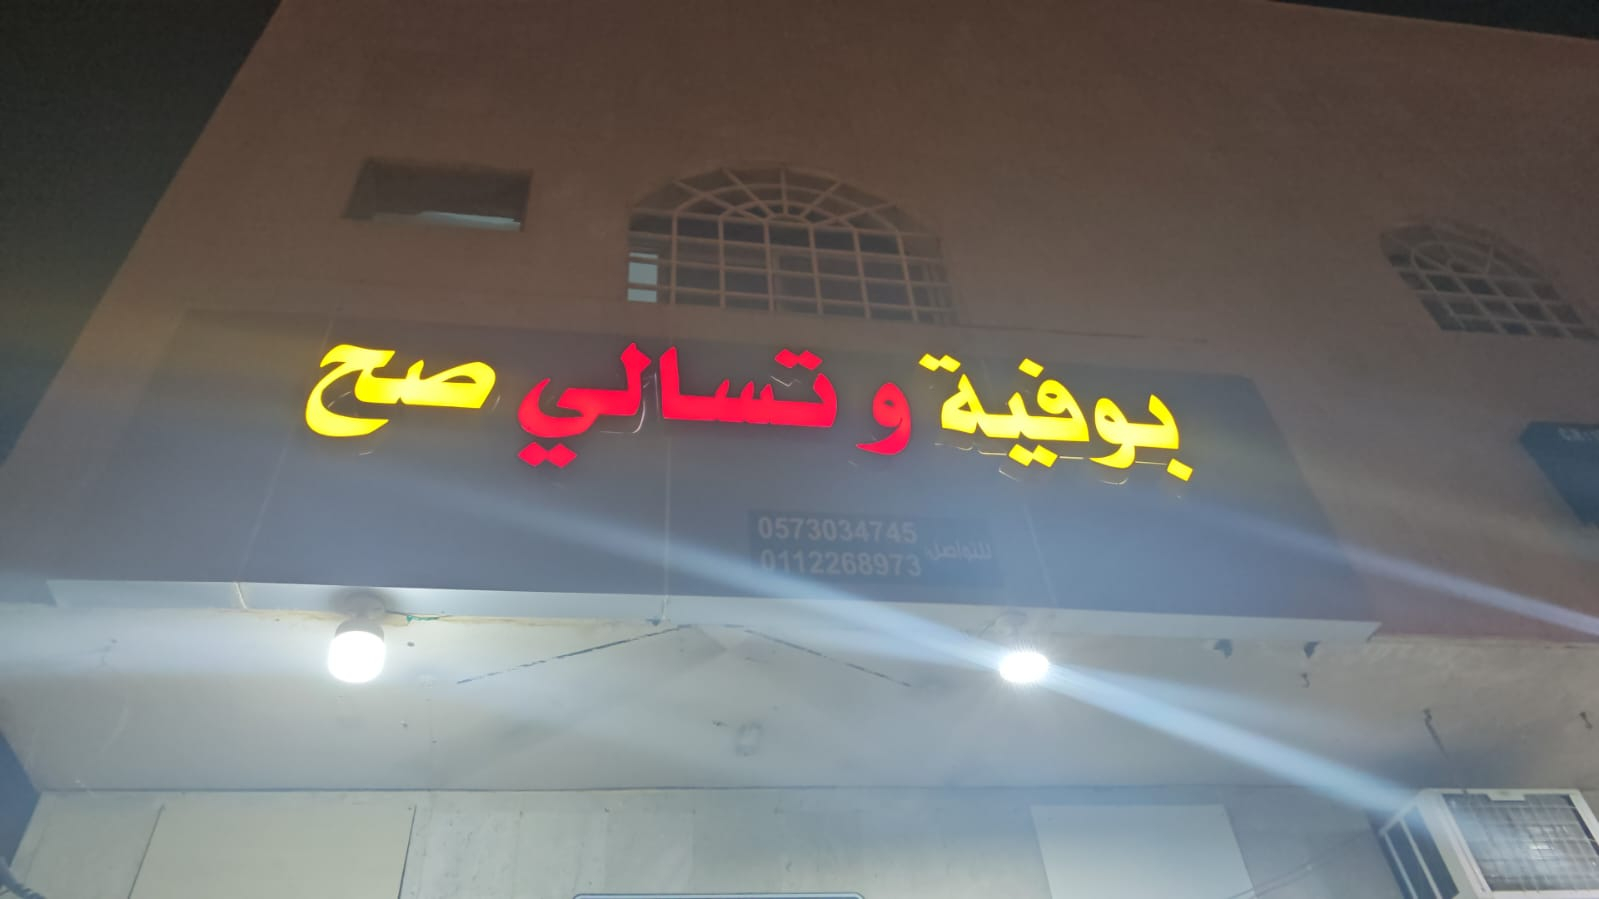 بوفية و تسالي صح
للتواصل: 0573034745
0112268973